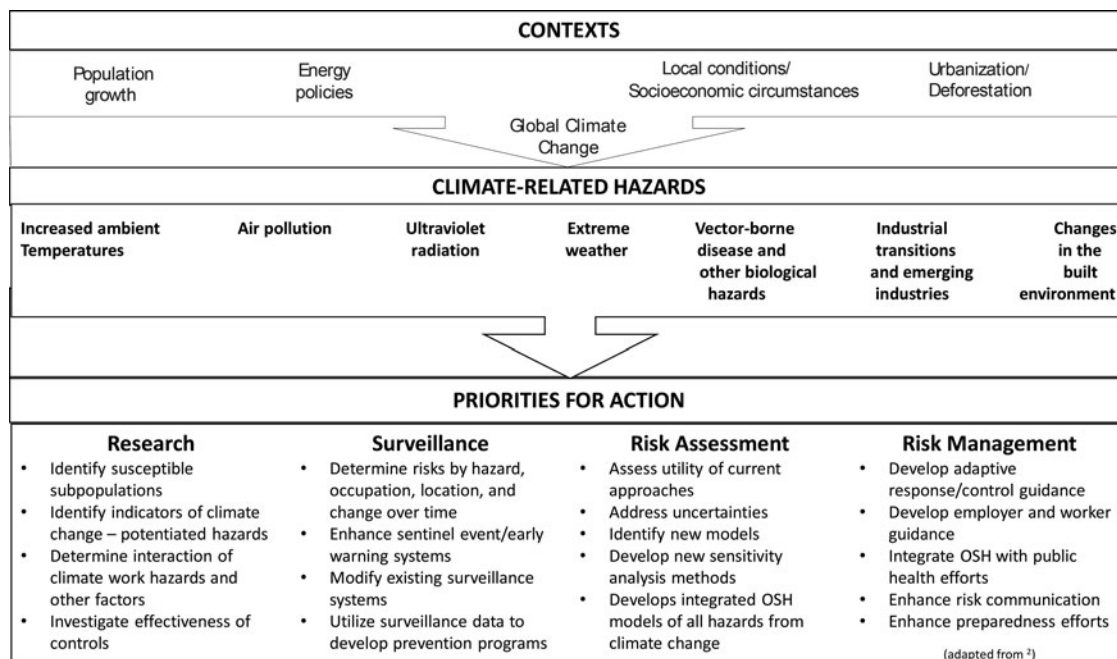 CONTEXTS
Population
growth
Energy
policies
Local conditions/
Socioeconomic circumstances
Urbanization/
Deforestation
Global Climate
Change
CLIMATE-RELATED HAZARDS
Increased ambient
Temperatures
Air pollution
Ultraviolet
radiation
Extreme
weather
Vector-borne
disease and
other biological
hazards
Industrial
transitions
and emerging
industries
Changes
in the
built
environment
PRIORITIES FOR ACTION
Research
• Identify susceptible
subpopulations
• Identify indicators of climate
change – potentiated hazards
• Determine interaction of
climate work hazards and
other factors
• Investigate effectiveness of
controls
Surveillance
• Determine risks by hazard,
occupation, location, and
change over time
• Enhance sentinel event/early
warning systems
• Modify existing surveillance
systems
• Utilize surveillance data to
develop prevention programs
Risk Assessment
• Assess utility of current
approaches
• Address uncertainties
• Identify new models
• Develop new sensitivity
analysis methods
• Develops integrated OSH
models of all hazards from
climate change
Risk Management
• Develop adaptive
response/control guidance
• Develop employer and worker
guidance
• Integrate OSH with public
health efforts
• Enhance risk communication
• Enhance preparedness efforts
(adapted from ²)